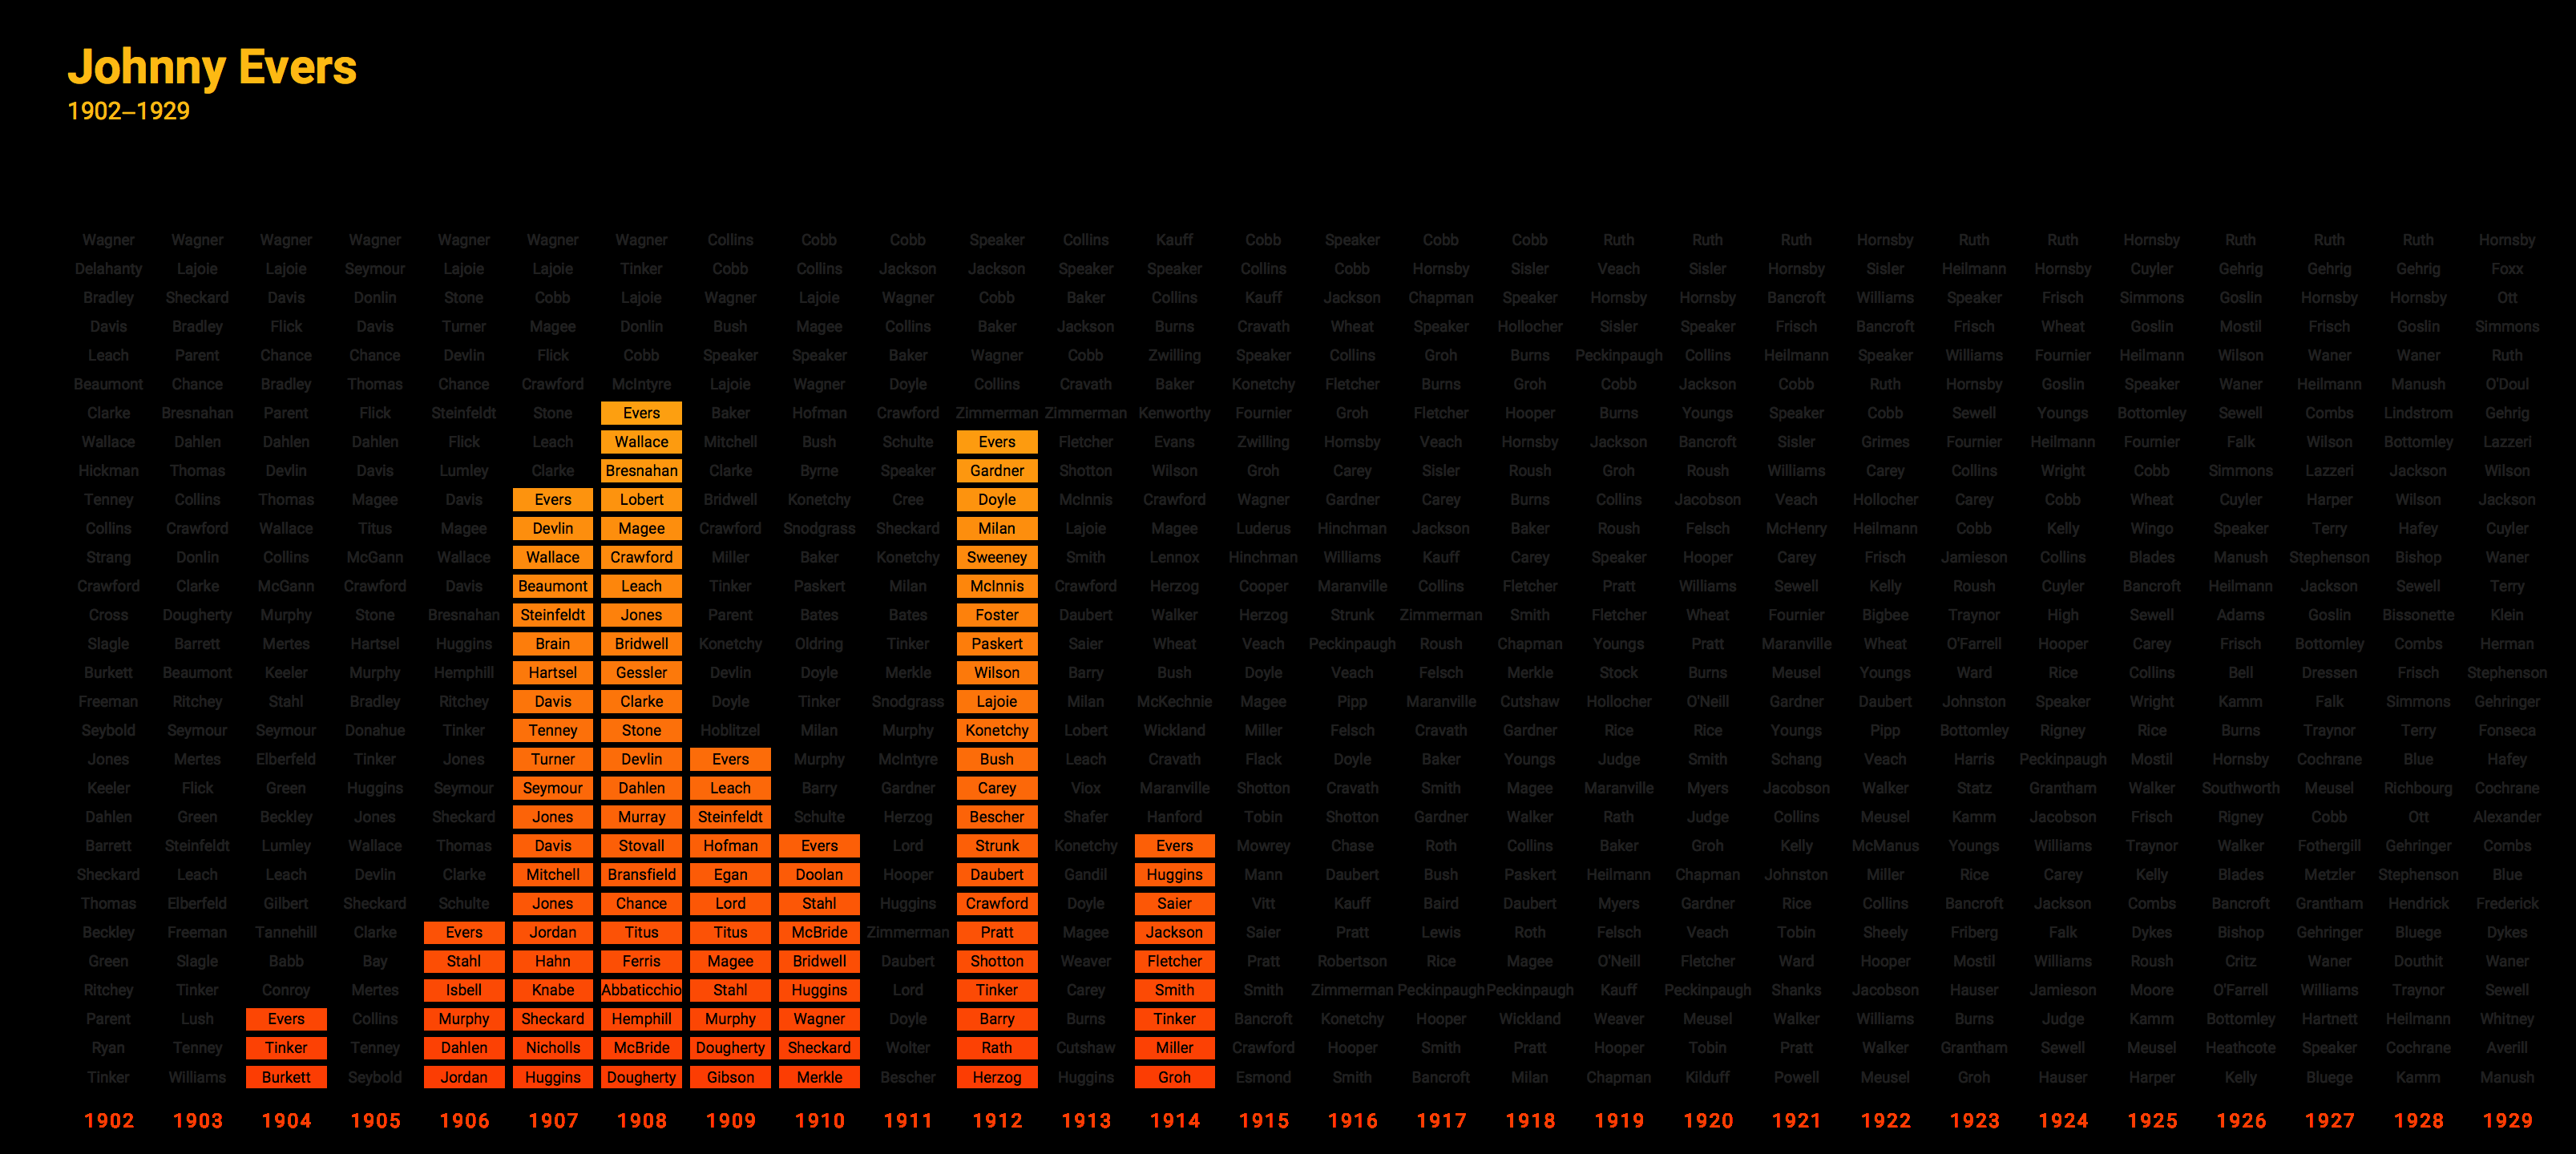 Johnny Evers
1902–1929
Wagner Wagner Wagner Wagner Wagner Wagner Wagner Collins Cobb Cobb Speaker Collins Kauff Cobb Speaker Cobb Cobb Ruth Ruth Ruth Hornsby Ruth Ruth Hornsby Ruth Ruth Ruth Hornsby
Delahanty Lajoie Lajoie Seymour Lajoie Lajoie Tinker Cobb Collins Jackson Jackson Speaker Speaker Collins Cobb Hornsby Sisler Veach Sisler Hornsby Sisler Heilmann Hornsby Cuyler Gehrig Gehrig Gehrig Foxx
Bradley Sheckard Davis Donlin Stone Cobb Lajoie Wagner Lajoie Wagner Cobb Baker Collins Kauff Jackson Chapman Speaker Hornsby Hornsby Bancroft Williams Speaker Frisch Simmons Goslin Hornsby Hornsby Ott
Davis Bradley Flick Davis Turner Magee Donlin Bush Magee Collins Baker Jackson Burns Cravath Wheat Speaker Hollocher Sisler Speaker Frisch Bancroft Frisch Wheat Goslin Mostil Frisch Goslin Simmons
Leach Parent Chance Chance Devlin Flick Cobb Speaker Speaker Baker Wagner Cobb Zwilling Speaker Collins Groh Burns Peckinpaugh Collins Heilmann Speaker Williams Fournier Heilmann Wilson Waner Waner Ruth
Beaumont Chance Bradley Thomas Chance Crawford McIntyre Lajoie Wagner Doyle Collins Cravath Baker Konetchy Fletcher Burns Groh Cobb Jackson Cobb Ruth Hornsby Goslin Speaker Waner Heilmann Manush O'Doul
Clarke Bresnahan Parent Flick Steinfeldt Stone Evers Baker Hofman Crawford Zimmerman Zimmerman Kenworthy Fournier Groh Fletcher Hooper Burns Youngs Speaker Cobb Sewell Youngs Bottomley Sewell Combs Lindstrom Gehrig
Wallace Dahlen Dahlen Dahlen Flick Leach Wallace Mitchell Bush Schulte Evers Fletcher Evans Zwilling Hornsby Veach Hornsby Jackson Bancroft Sisler Grimes Fournier Heilmann Fournier Falk Wilson Bottomley Lazzeri
Hickman Thomas Devlin Davis Lumley Clarke Bresnahan Clarke Byrne Speaker Gardner Shotton Wilson Groh Carey Sisler Roush Groh Roush Williams Carey Collins Wright Cobb Simmons Lazzeri Jackson Wilson
Tenney Collins Thomas Magee Davis Evers Lobert Bridwell Konetchy Cree Doyle McInnis Crawford Wagner Gardner Carey Burns Collins Jacobson Veach Hollocher Carey Cobb Wheat Cuyler Harper Wilson Jackson
Collins Crawford Wallace Titus Magee Devlin Magee Crawford Snodgrass Sheckard Milan Lajoie Magee Luderus Hinchman Jackson Baker Roush Felsch McHenry Heilmann Cobb Kelly Wingo Speaker Terry Hafey Cuyler
Strang Donlin Collins McGann Wallace Wallace Crawford Miller Baker Konetchy Sweeney Smith Lennox Hinchman Williams Kauff Carey Speaker Hooper Carey Frisch Jamieson Collins Blades Manush Stephenson Bishop Waner
Crawford Clarke McGann Crawford Davis Beaumont Leach Tinker Paskert Milan McInnis Crawford Herzog Cooper Maranville Collins Fletcher Pratt Williams Sewell Kelly Roush Cuyler Bancroft Heilmann Jackson Sewell Terry
Cross Dougherty Murphy Stone Bresnahan Steinfeldt Jones Parent Bates Bates Foster Daubert Walker Herzog Strunk Zimmerman Smith Fletcher Wheat Fournier Bigbee Traynor High Sewell Adams Goslin Bissonette Klein
Slagle Barrett Mertes Hartsel Huggins Brain Bridwell Konetchy Oldring Tinker Paskert Saier Wheat Veach Peckinpaugh Roush Chapman Youngs Pratt Maranville Wheat O'Farrell Hooper Carey Frisch Bottomley Combs Herman
Burkett Beaumont Keeler Murphy Hemphill Hartsel Gessler Devlin Doyle Merkle Wilson Barry Bush Doyle Veach Felsch Merkle Stock Burns Meusel Youngs Ward Rice Collins Bell Dressen Frisch Stephenson
Freeman Ritchey Stahl Bradley Ritchey Davis Clarke Doyle Tinker Snodgrass Lajoie Milan McKechnie Magee Pipp Maranville Cutshaw Hollocher O'Neill Gardner Daubert Johnston Speaker Wright Kamm Falk Simmons Gehringer
Seybold Seymour Seymour Donahue Tinker Tenney Stone Hoblitzel Milan Murphy Konetchy Lobert Wickland Miller Felsch Cravath Gardner Rice Rice Youngs Pipp Bottomley Rigney Rice Burns Traynor Terry Fonseca
Jones Mertes Elberfeld Tinker Jones Turner Devlin Evers Murphy McIntyre Bush Leach Cravath Flack Doyle Baker Youngs Judge Smith Schang Veach Harris Peckinpaugh Mostil Hornsby Cochrane Blue Hafey
Keeler Flick Green Huggins Seymour Seymour Dahlen Leach Barry Gardner Carey Viox Maranville Shotton Cravath Smith Magee Maranville Myers Jacobson Walker Statz Grantham Walker Southworth Meusel Richbourg Cochrane
Dahlen Green Beckley Jones Sheckard Jones Murray Steinfeldt Schulte Herzog Bescher Shafer Hanford Tobin Shotton Gardner Walker Rath Judge Collins Meusel Kamm Jacobson Frisch Rigney Cobb Ott Alexander
Barrett Steinfeldt Lumley Wallace Thomas Davis Stovall Hofman Evers Lord Strunk Konetchy Evers Mowrey Chase Roth Collins Baker Groh Kelly McManus Youngs Williams Traynor Walker Fothergill Gehringer Combs
Sheckard Leach Leach Devlin Clarke Mitchell Bransfield Egan Doolan Hooper Daubert Gandil Huggins Mann Daubert Bush Paskert Heilmann Chapman Johnston Miller Rice Carey Kelly Blades Metzler Stephenson Blue
Thomas Elberfeld Gilbert Sheckard Schulte Jones Chance Lord Stahl Huggins Crawford Doyle Saier Vitt Kauff Baird Daubert Myers Gardner Rice Collins Bancroft Jackson Combs Bancroft Grantham Hendrick Frederick
Beckley Freeman Tannehill Clarke Evers Jordan Titus Titus McBride Zimmerman Pratt Magee Jackson Saier Pratt Lewis Roth Felsch Veach Tobin Sheely Friberg Falk Dykes Bishop Gehringer Bluege Dykes
Green Slagle Babb Bay Stahl Hahn Ferris Magee Bridwell Daubert Shotton Weaver Fletcher Pratt Robertson Rice Magee O'Neill Fletcher Ward Hooper Mostil Williams Roush Critz Waner Douthit Waner
Ritchey Tinker Conroy Mertes Isbell Knabe Abbaticchio Stahl Huggins Lord Tinker Carey Smith Smith Zimmerman Peckinpaugh Peckinpaugh Kauff Peckinpaugh Shanks Jacobson Hauser Jamieson Moore O'Farrell Williams Traynor Sewell
Parent Lush Evers Collins Murphy Sheckard Hemphill Murphy Wagner Doyle Barry Burns Tinker Bancroft Konetchy Hooper Wickland Weaver Meusel Walker Williams Burns Judge Kamm Bottomley Hartnett Heilmann Whitney
Ryan Tenney Tinker Tenney Dahlen Nicholls McBride Dougherty Sheckard Wolter Rath Cutshaw Miller Crawford Hooper Smith Pratt Hooper Tobin Pratt Walker Grantham Sewell Meusel Heathcote Speaker Cochrane Averill
Tinker Williams Burkett Seybold Jordan Huggins Dougherty Gibson Merkle Bescher Herzog Huggins Groh Esmond Smith Bancroft Milan Chapman Kilduff Powell Meusel Groh Hauser Harper Kelly Bluege Kamm Manush
1902 1903 1904 1905 1906 1907 1908 1909 1910 1911 1912 1913 1914 1915 1916 1917 1918 1919 1920 1921 1922 1923 1924 1925 1926 1927 1928 1929